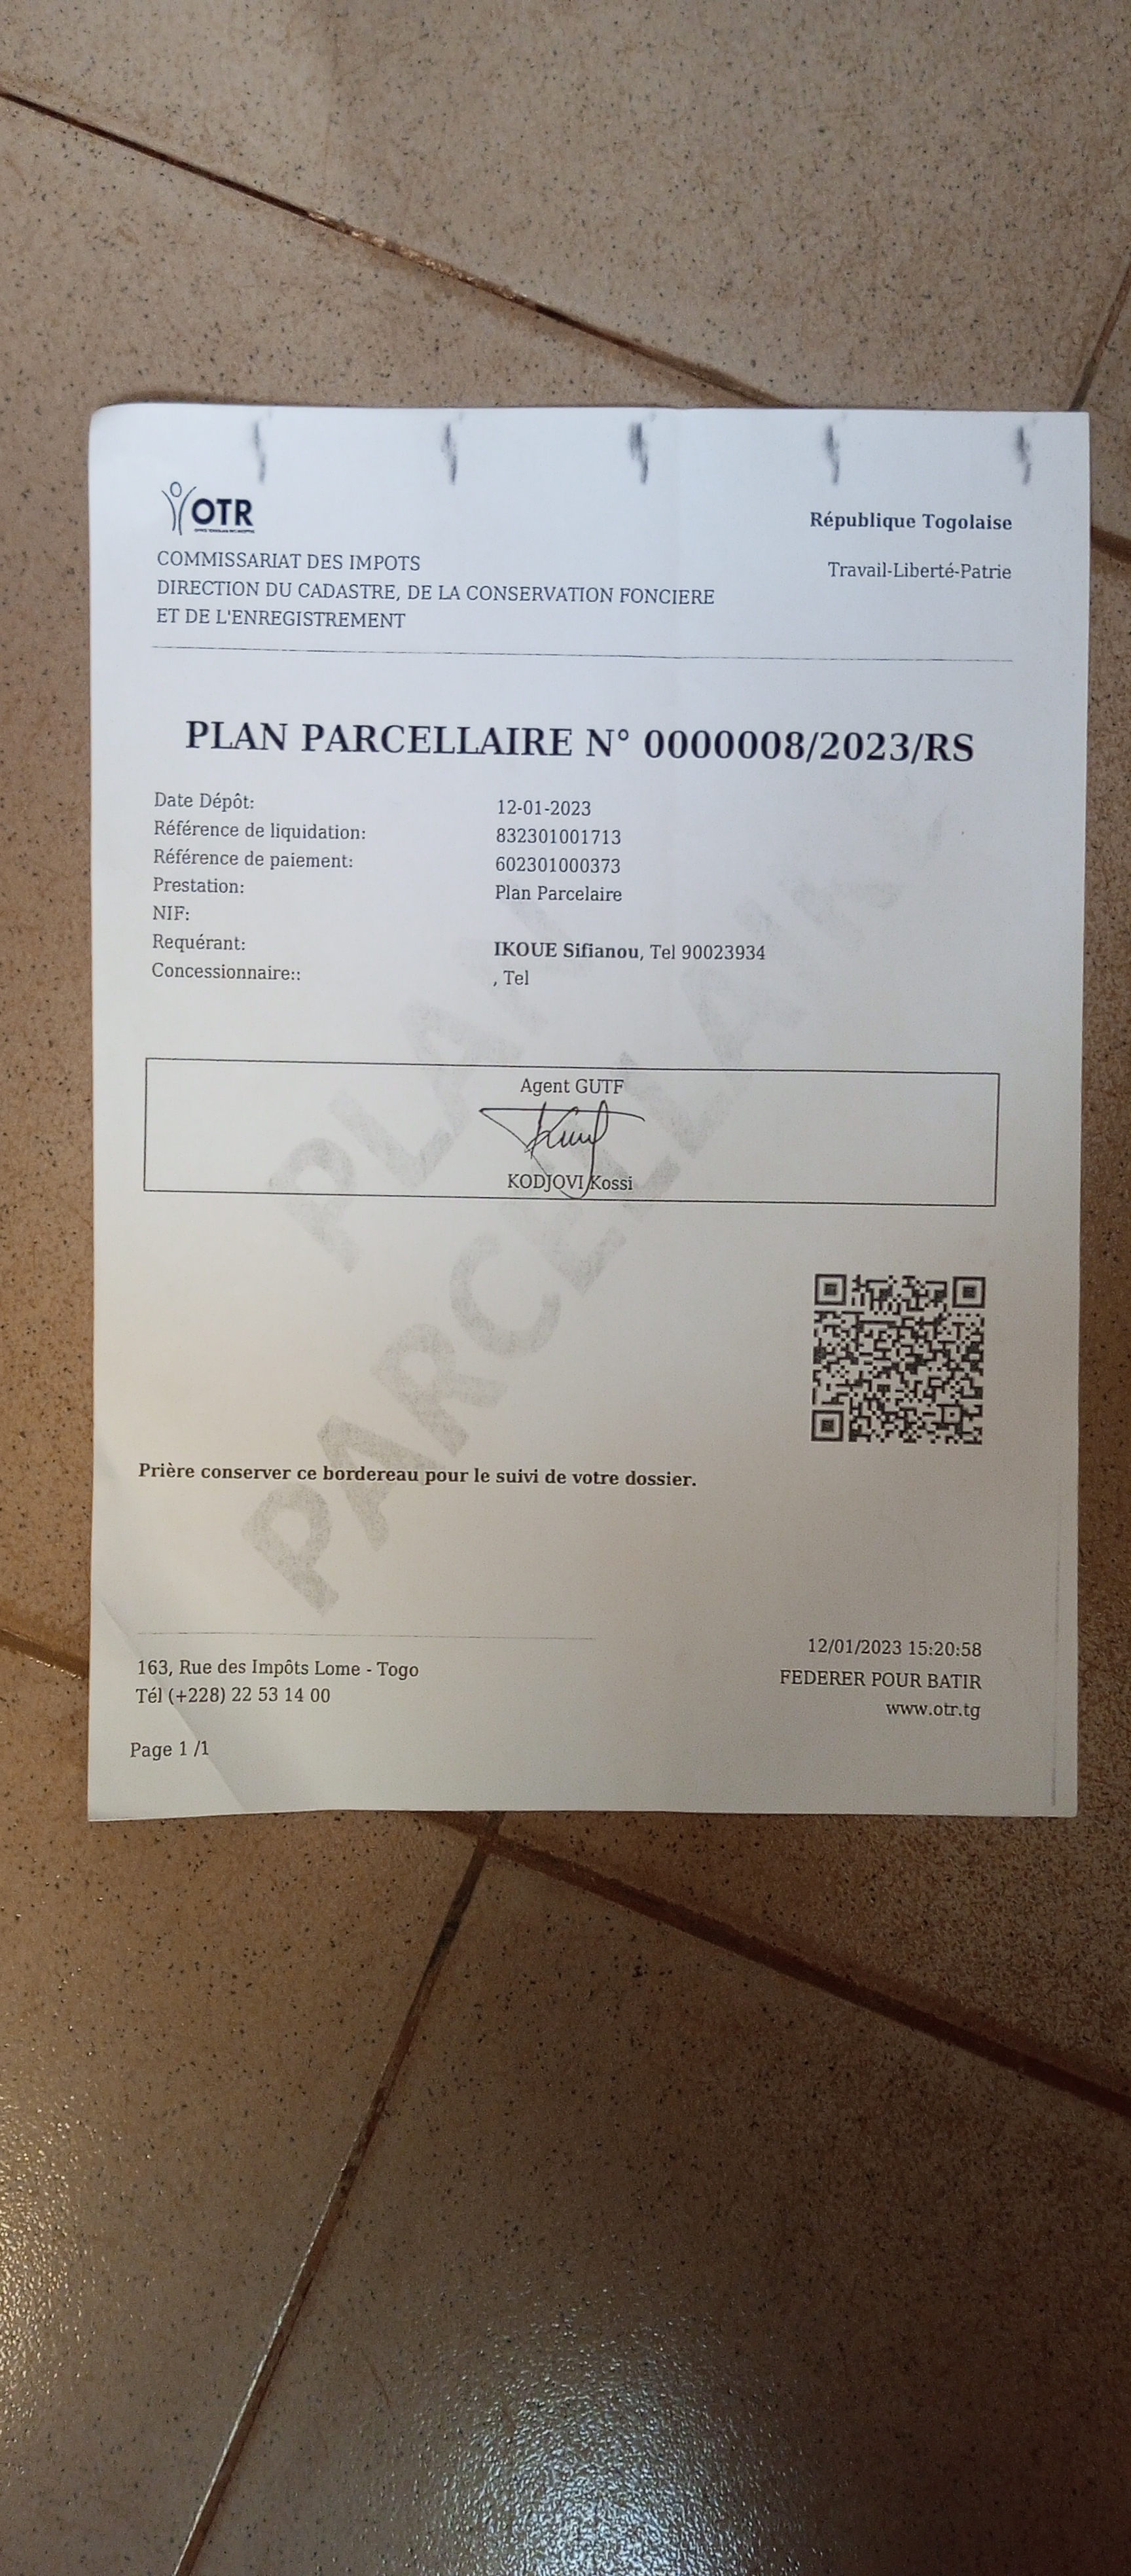 OTR
République Togolaise
Travail-Liberté-Patrie
COMMISSARIAT DES IMPOTS
DIRECTION DU CADASTRE, DE LA CONSERVATION FONCIERE
ET DE L'ENREGISTREMENT
PLAN PARCELLAIRE N° 0000008/2023/RS
Date Dépôt: 12-01-2023
Référence de liquidation: 832301001713
Référence de paiement: 602301000373
Prestation: Plan Parcelaire
NIF:
Requérant: IKOUE Sifianou, Tel 90023934
Concessionnaire:: , Tel
PLAN
PARCELLAIRE
Agent GUTF
KODJOVI Kossi
Prière conserver ce bordereau pour le suivi de votre dossier.
163, Rue des Impôts Lome - Togo
Tél (+228) 22 53 14 00
12/01/2023 15:20:58
FEDERER POUR BATIR
www.otr.tg
Page 1 /1